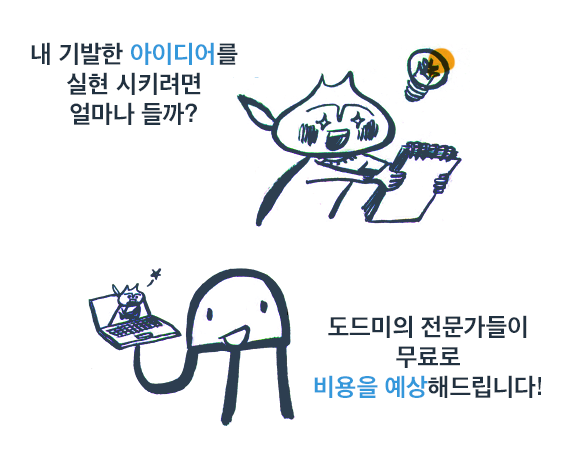 내 기발한 아이디어를
실현 시키려면
얼마나 들까?
도드미의 전문가들이
무료로
비용을 예상해드립니다!